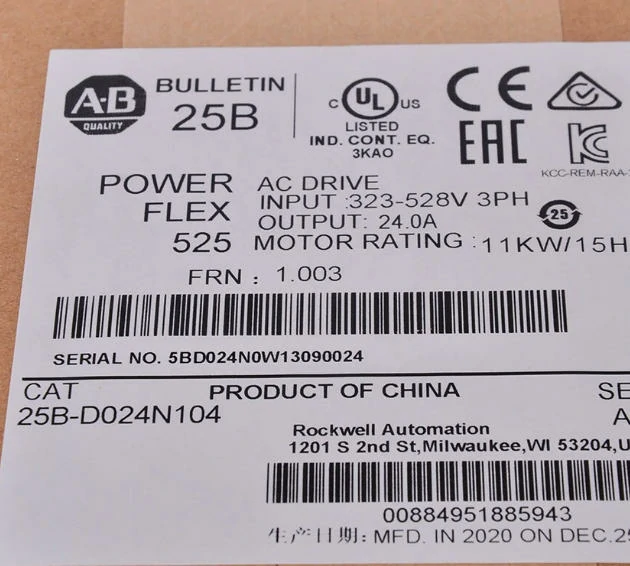 A-B
QUALITY
BULLETIN
25B
C UL US
LISTED
IND. CONT. EQ.
3KAO
CE
EAC
KCC-REM-RAA-
POWER
FLEX
525
AC DRIVE
INPUT :323-528V 3PH
OUTPUT: 24.0A
MOTOR RATING :11KW/15H
25
FRN : 1.003
SERIAL NO. 5BD024N0W13090024
CAT
25B-D024N104
PRODUCT OF CHINA
SE
A
Rockwell Automation
1201 S 2nd St,Milwaukee,WI 53204,U
00884951885943
生产日期: MFD. IN 2020 ON DEC.25